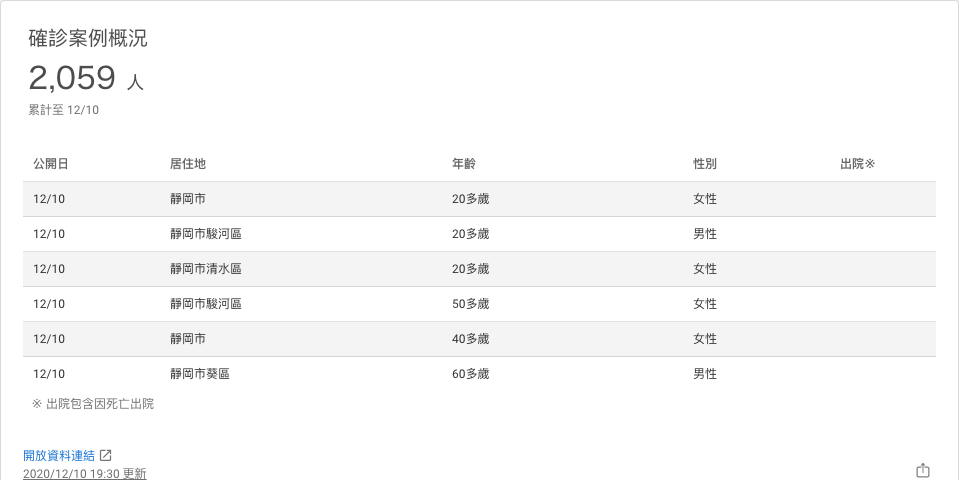 確診案例概況
2,059 人
累計至 12/10
公開日 居住地 年齡 性別 出院※
12/10 靜岡市 20多歲 女性
12/10 靜岡市駿河區 20多歲 男性
12/10 靜岡市清水區 20多歲 女性
12/10 靜岡市駿河區 50多歲 女性
12/10 靜岡市 40多歲 女性
12/10 靜岡市葵區 60多歲 男性
※ 出院包含因死亡出院
開放資料連結
2020/12/10 19:30 更新